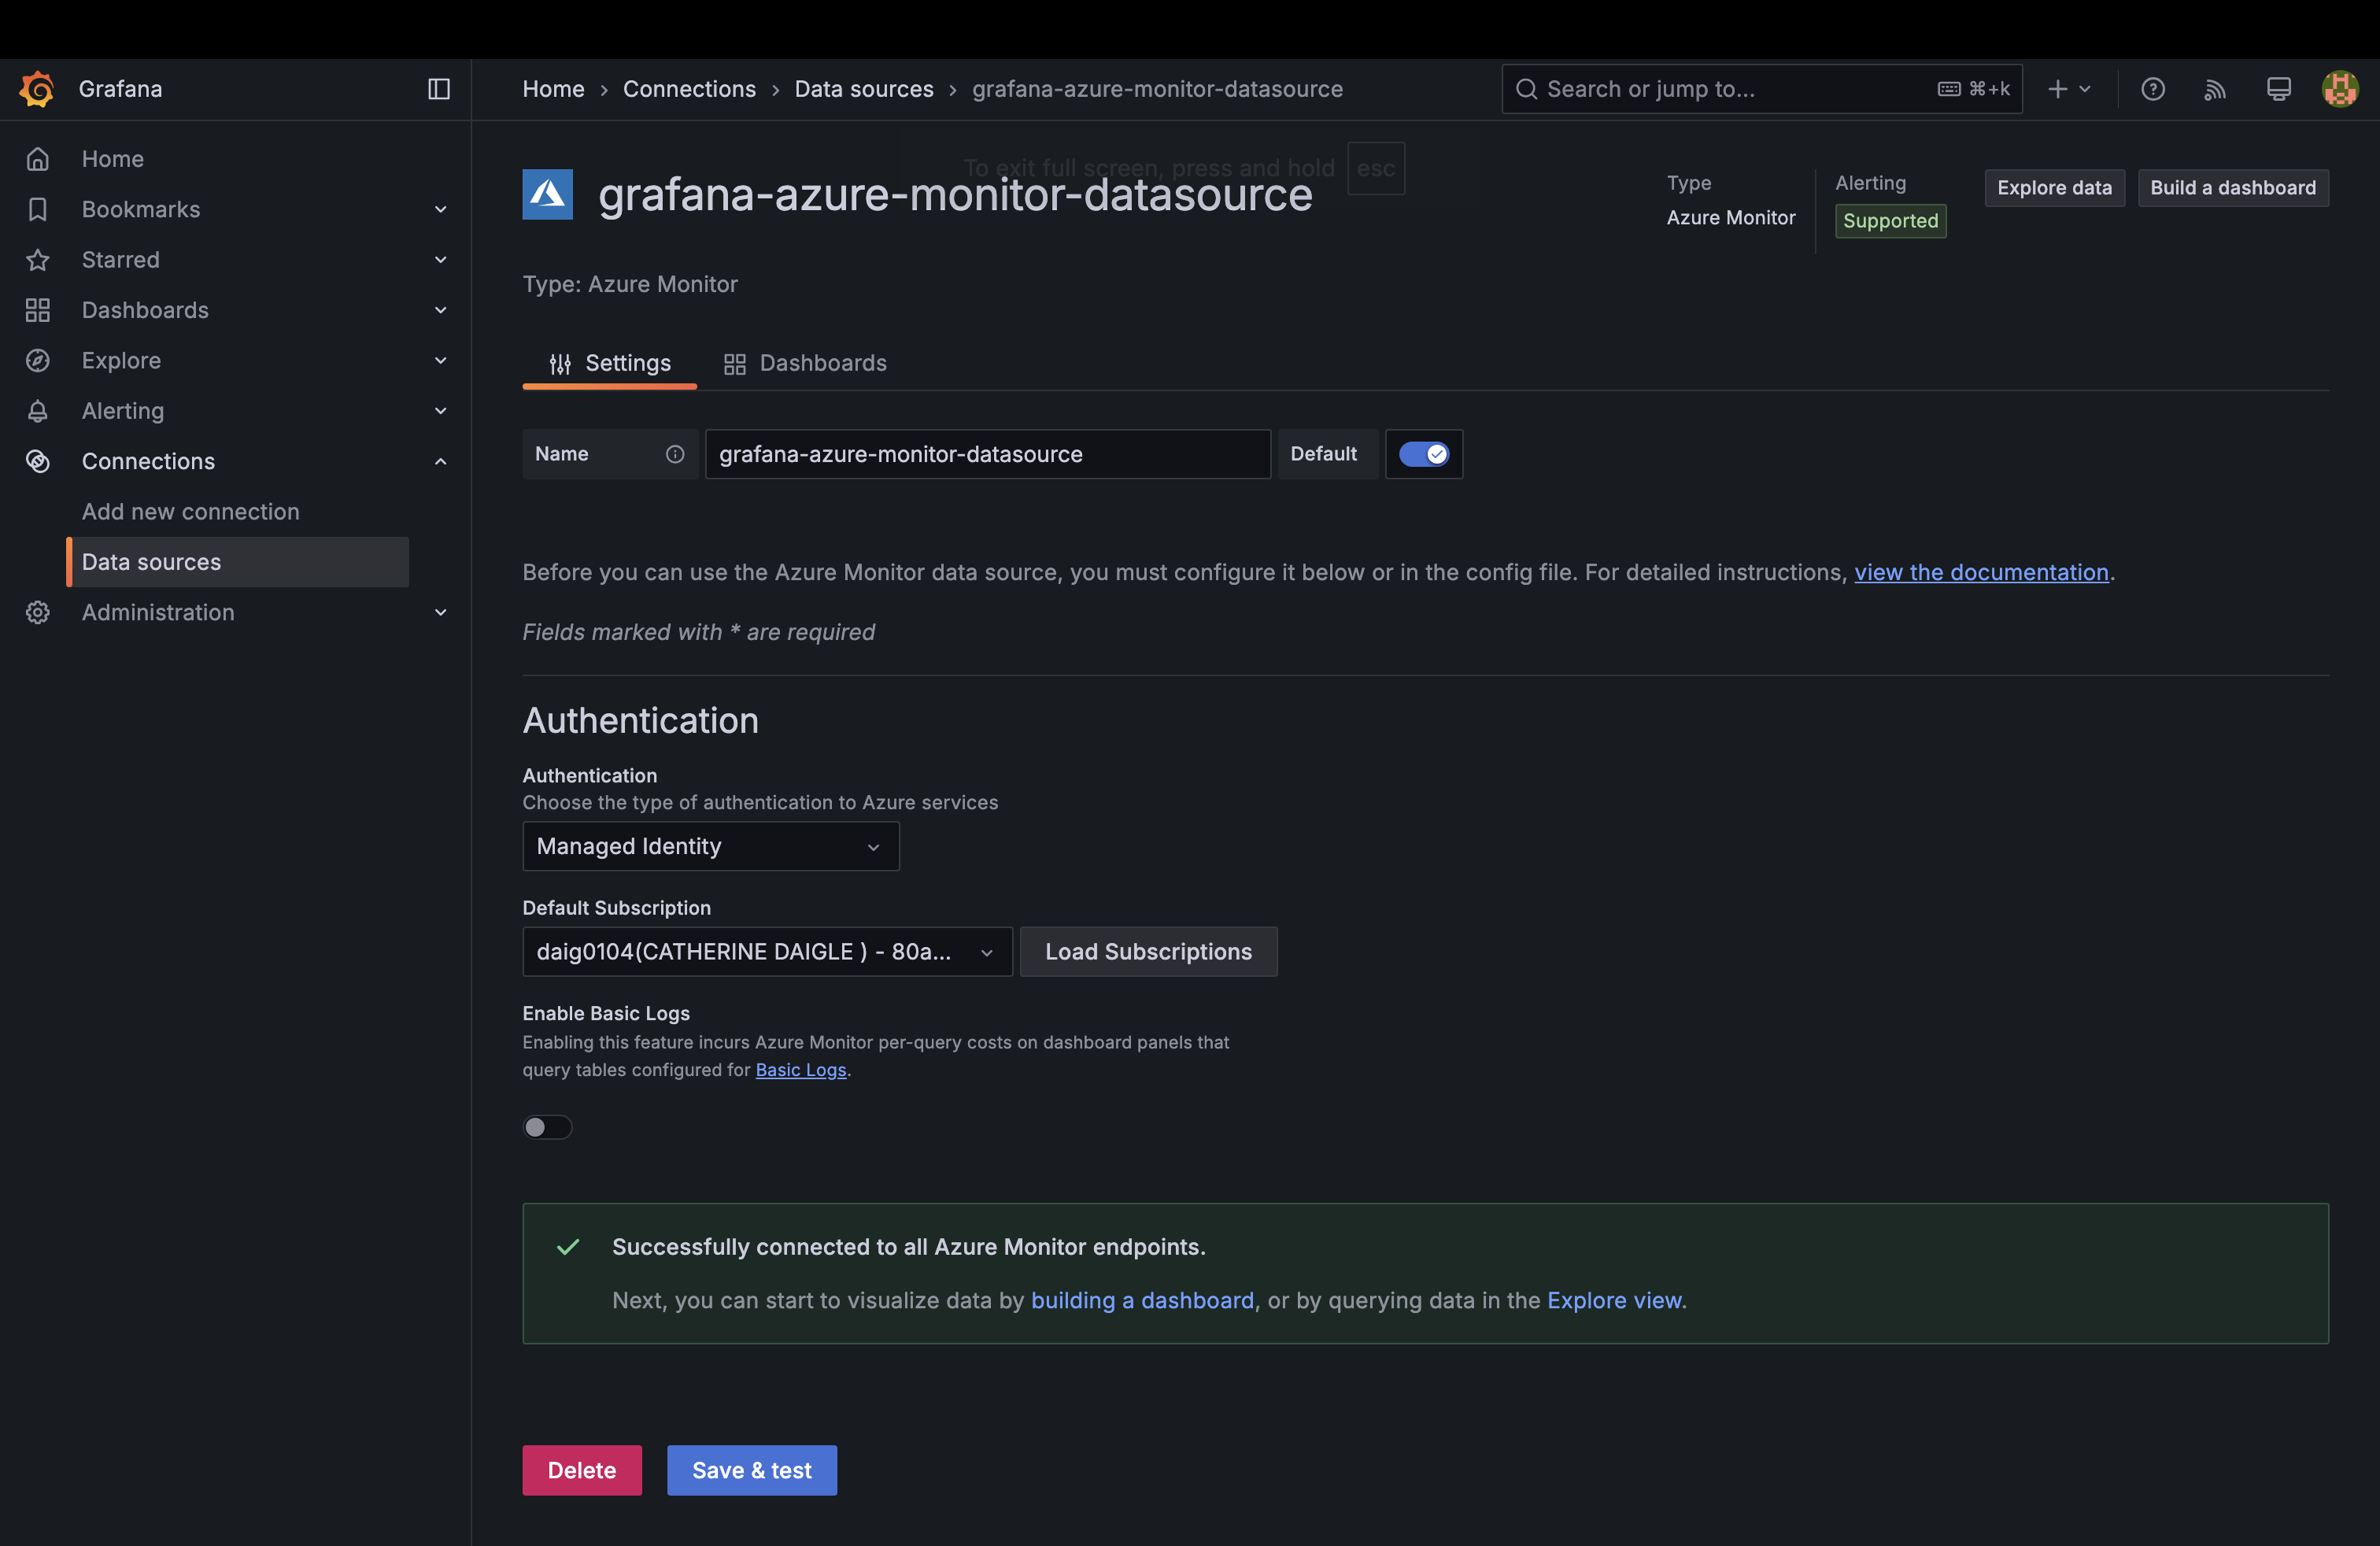 Grafana
Home › Connections › Data sources › grafana-azure-monitor-datasource
Search or jump to...
⌘+k
Home
Bookmarks
Starred
Dashboards
Explore
Alerting
Connections
Add new connection
Data sources
Administration
To exit full screen, press and hold esc
grafana-azure-monitor-datasource
Type
Azure Monitor
Alerting
Supported
Explore data
Build a dashboard
Type: Azure Monitor
Settings
Dashboards
Name
grafana-azure-monitor-datasource
Default
Before you can use the Azure Monitor data source, you must configure it below or in the config file. For detailed instructions, view the documentation.
Fields marked with * are required
Authentication
Authentication
Choose the type of authentication to Azure services
Managed Identity
Default Subscription
daig0104(CATHERINE DAIGLE ) - 80a...
Load Subscriptions
Enable Basic Logs
Enabling this feature incurs Azure Monitor per-query costs on dashboard panels that
query tables configured for Basic Logs.
Successfully connected to all Azure Monitor endpoints.
Next, you can start to visualize data by building a dashboard, or by querying data in the Explore view.
Delete
Save & test